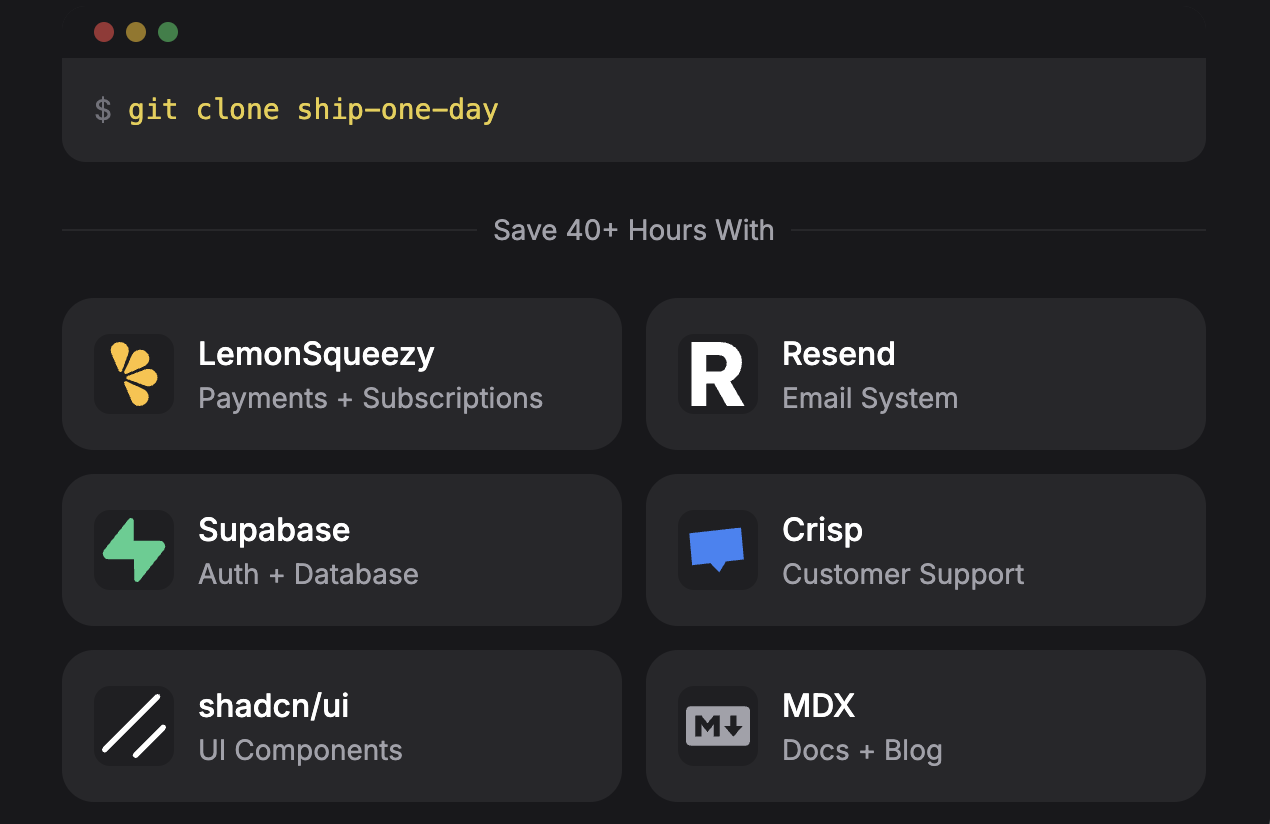 $ git clone ship-one-day
Save 40+ Hours With
LemonSqueezy
Payments + Subscriptions
R
Resend
Email System
Supabase
Auth + Database
Crisp
Customer Support
shadcn/ui
UI Components
M
MDX
Docs + Blog